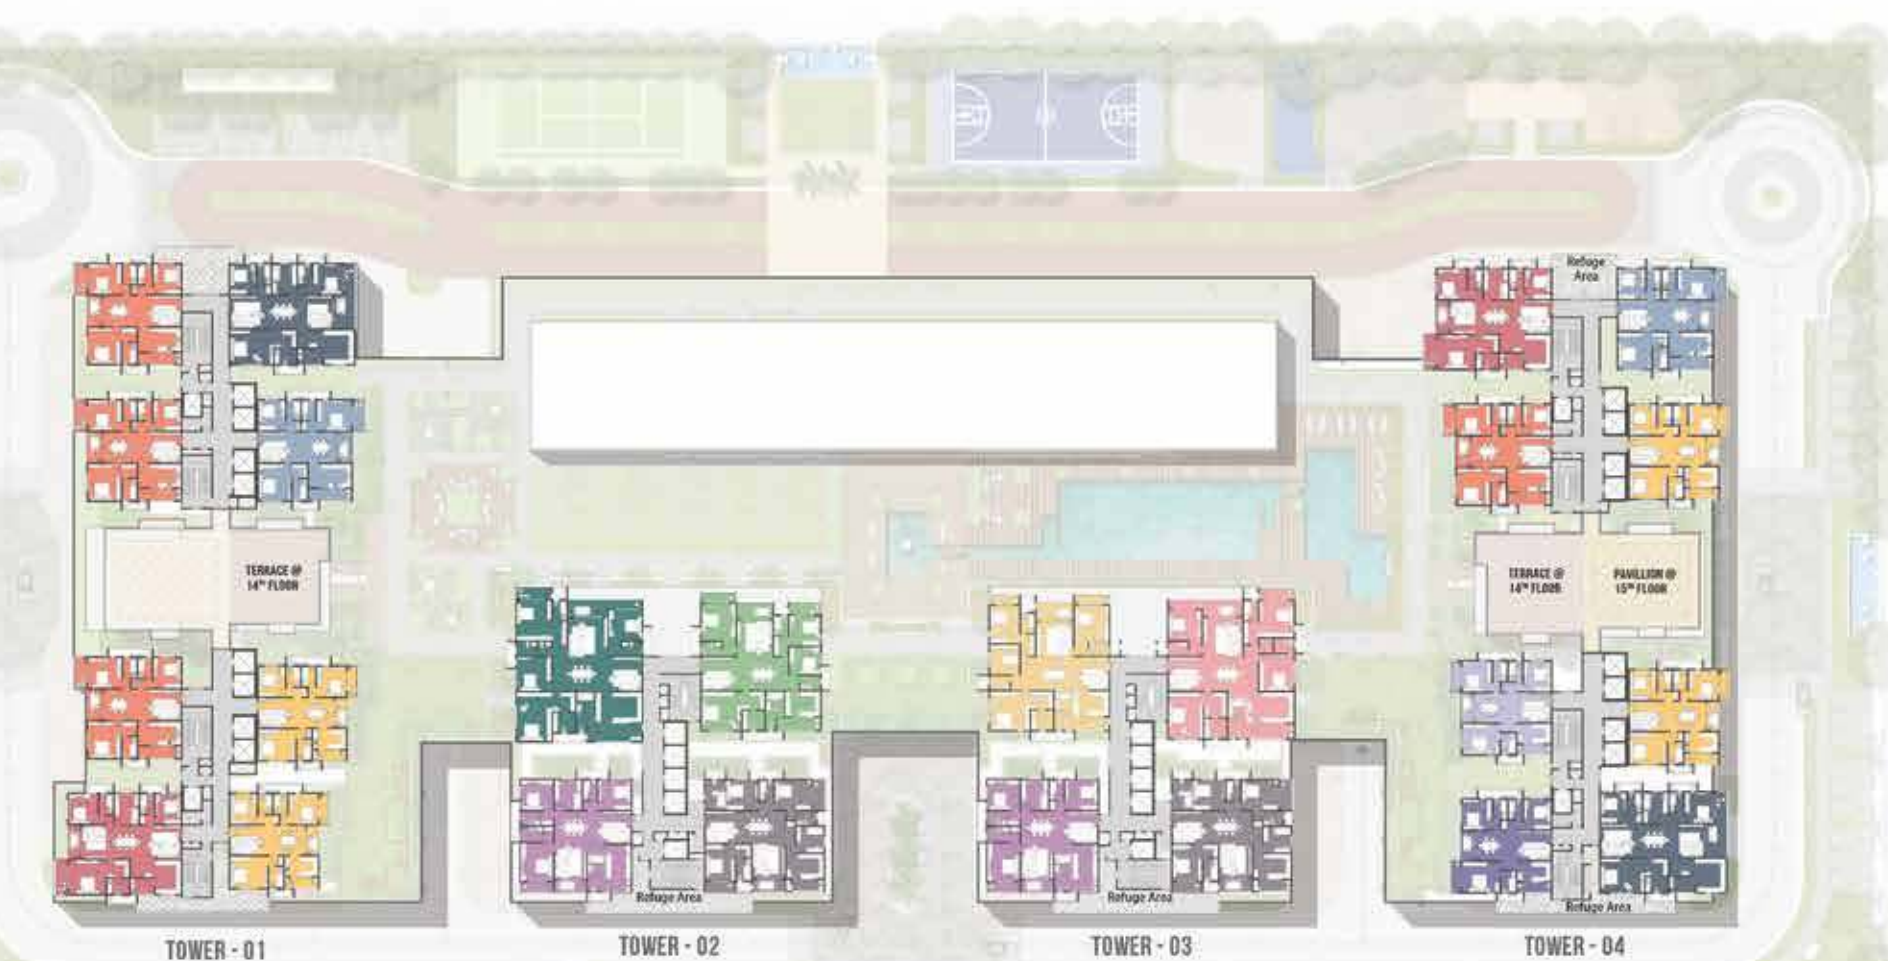 Refuge
Area
TERRACE @
14TH FLOOR
TERRACE @
14TH FLOOR
PAVILLION @
15TH FLOOR
Refuge Area
Refuge Area
Refuge Area
TOWER - 01
TOWER - 02
TOWER - 03
TOWER - 04